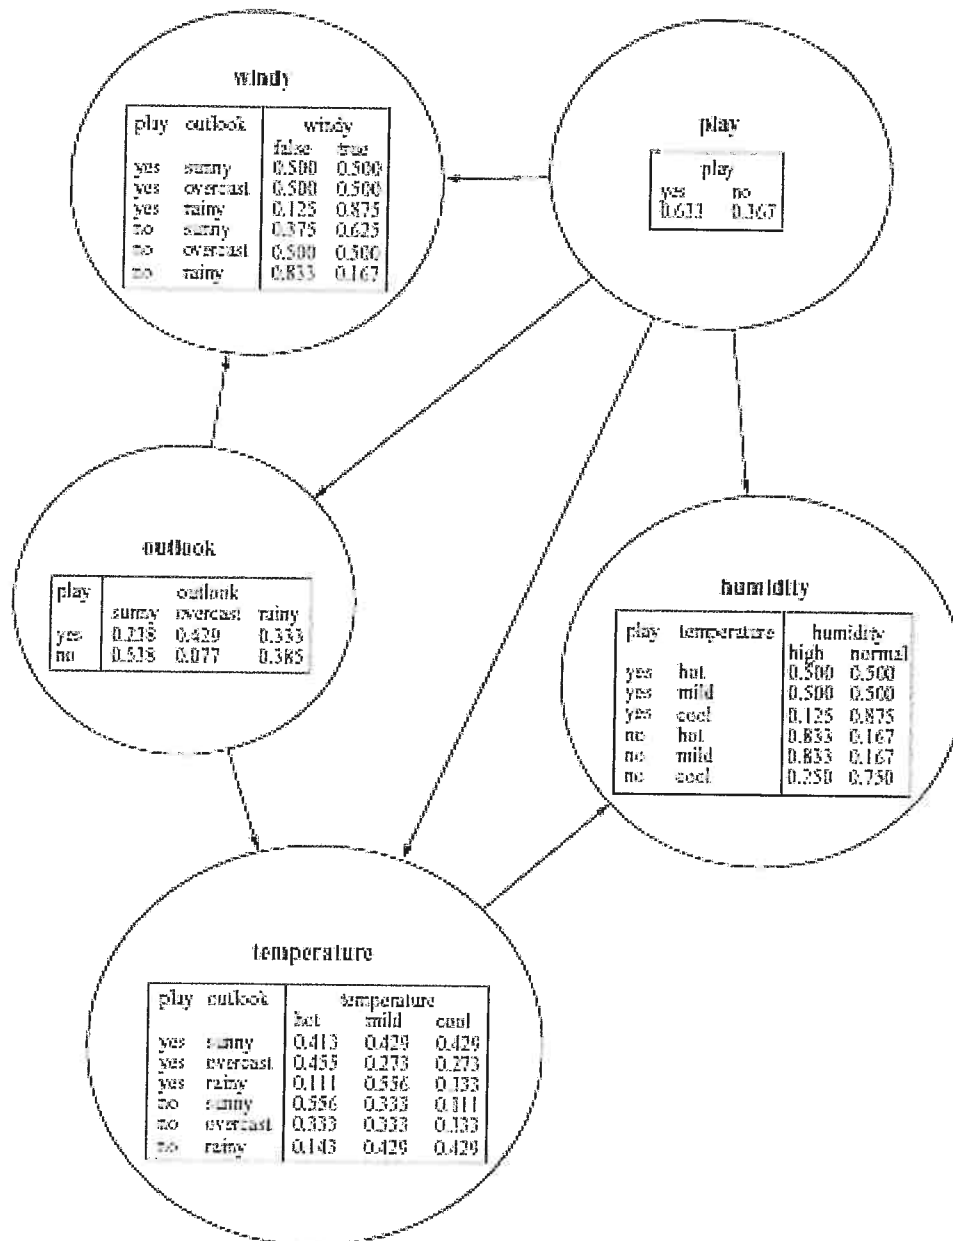 windy
play outlook windy
false true
yes sunny 0.500 0.500
yes overcast 0.500 0.500
yes rainy 0.125 0.875
no sunny 0.375 0.625
no overcast 0.500 0.500
no rainy 0.833 0.167
play
play
yes no
0.633 0.367
outlook
play outlook
sunny overcast rainy
yes 0.238 0.429 0.333
no 0.538 0.077 0.385
humidity
play temperature humidity
high normal
yes hot 0.500 0.500
yes mild 0.500 0.500
yes cool 0.125 0.875
no hot 0.833 0.167
no mild 0.833 0.167
no cool 0.250 0.750
temperature
play outlook temperature
hot mild cool
yes sunny 0.429 0.429
yes overcast 0.455 0.273 0.273
yes rainy 0.111 0.556 0.333
no sunny 0.556 0.333 0.111
no overcast 0.333 0.333 0.333
no rainy 0.143 0.429 0.429